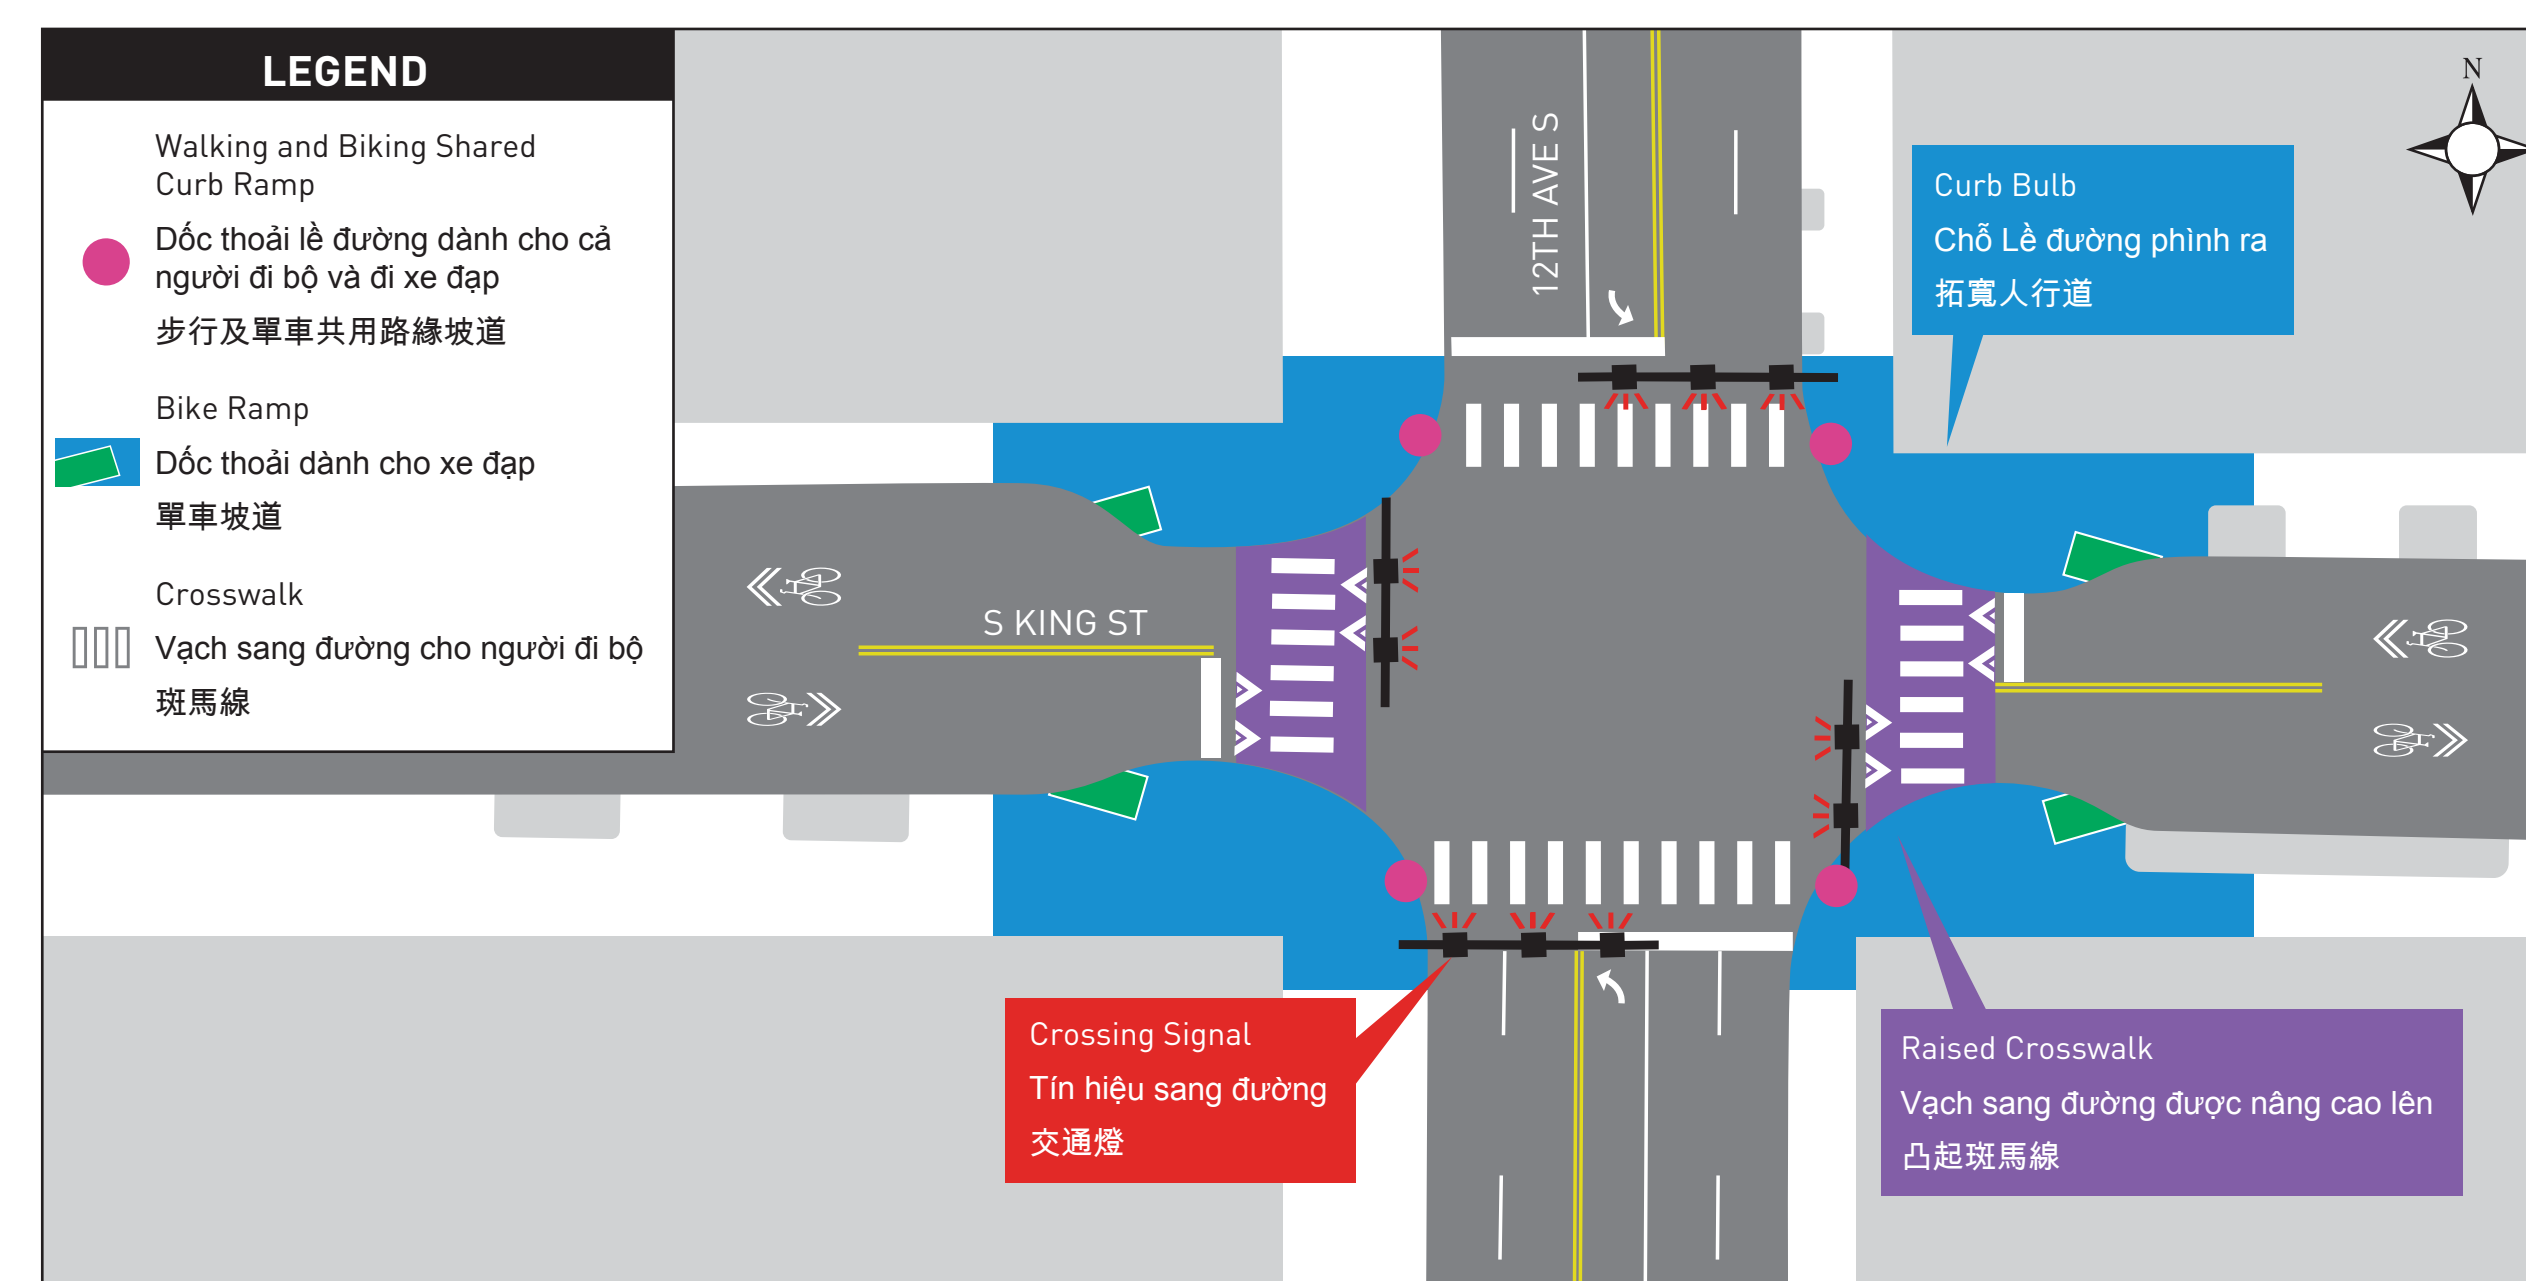 LEGEND
Walking and Biking Shared
Curb Ramp
Dốc thoải lề đường dành cho cả
người đi bộ và đi xe đạp
步行及單車共用路緣坡道
Bike Ramp
Dốc thoải dành cho xe đạp
單車坡道
Crosswalk
Vạch sang đường cho người đi bộ
斑馬線
12TH AVE S
S KING ST
N
Curb Bulb
Chỗ Lề đường phình ra
拓寬人行道
Crossing Signal
Tín hiệu sang đường
交通燈
Raised Crosswalk
Vạch sang đường được nâng cao lên
凸起斑馬線